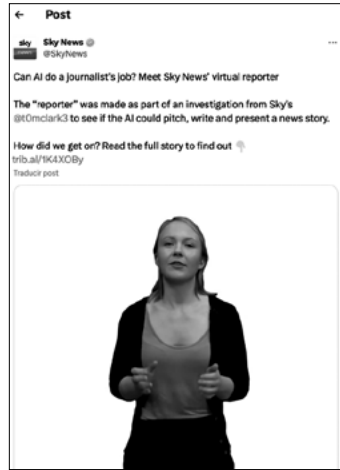 Post
Sky News
@SkyNews
Can AI do a journalist's job? Meet Sky News' virtual reporter
The “reporter” was made as part of an investigation from Sky's
@t0mclark3 to see if the AI could pitch, write and present a news story.
How did we get on? Read the full story to find out
trib.al/1K4XOBy
Traducir post